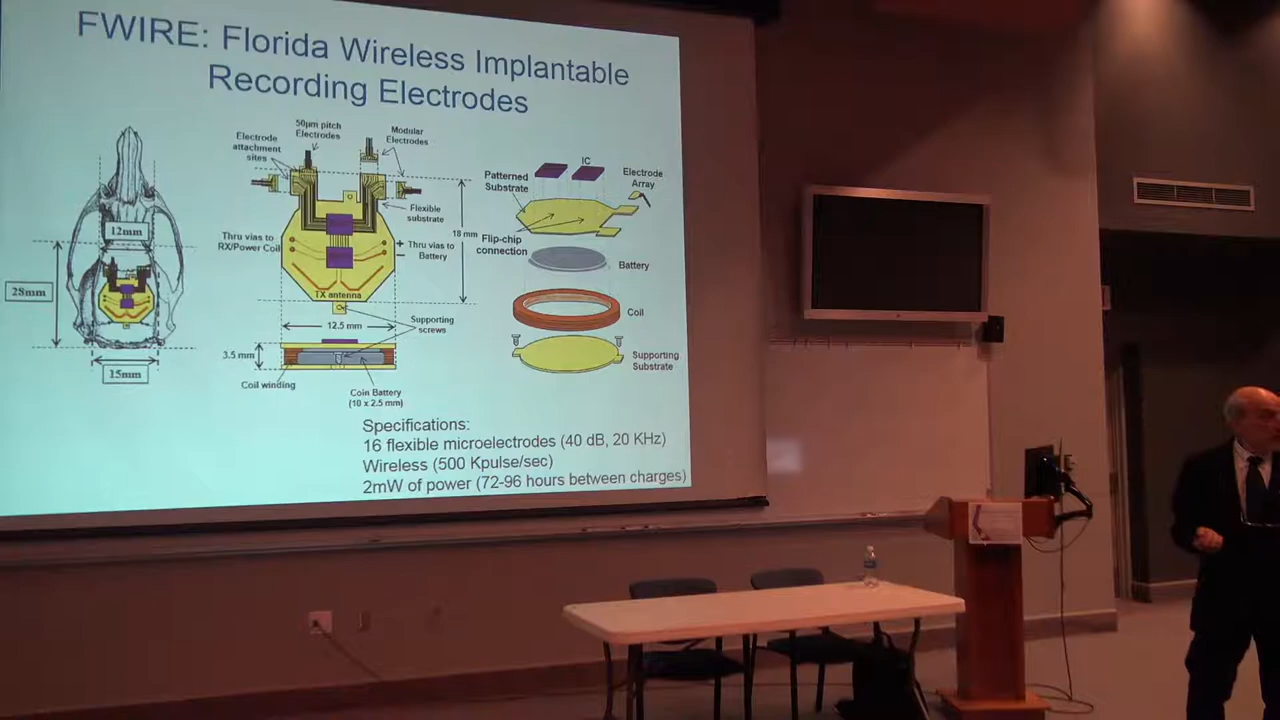 FWIRE: Florida Wireless Implantable
Recording Electrodes
12mm
28mm
15mm
50µm pitch
Electrodes
Electrode
attachment
sites
Modular
Electrodes
Flexible
substrate
Thru vias to
RX/Power Coil
+
-
Thru vias to
Battery
18 mm
TX antenna
Supporting
screws
12.5 mm
3.5 mm
Coil winding
Coin Battery
(10 x 2.5 mm)
IC
Patterned
Substrate
Electrode
Array
Flip-chip
connection
Battery
Coil
Supporting
Substrate
Specifications:
16 flexible microelectrodes (40 dB, 20 KHz)
Wireless (500 Kpulse/sec)
2mW of power (72-96 hours between charges)